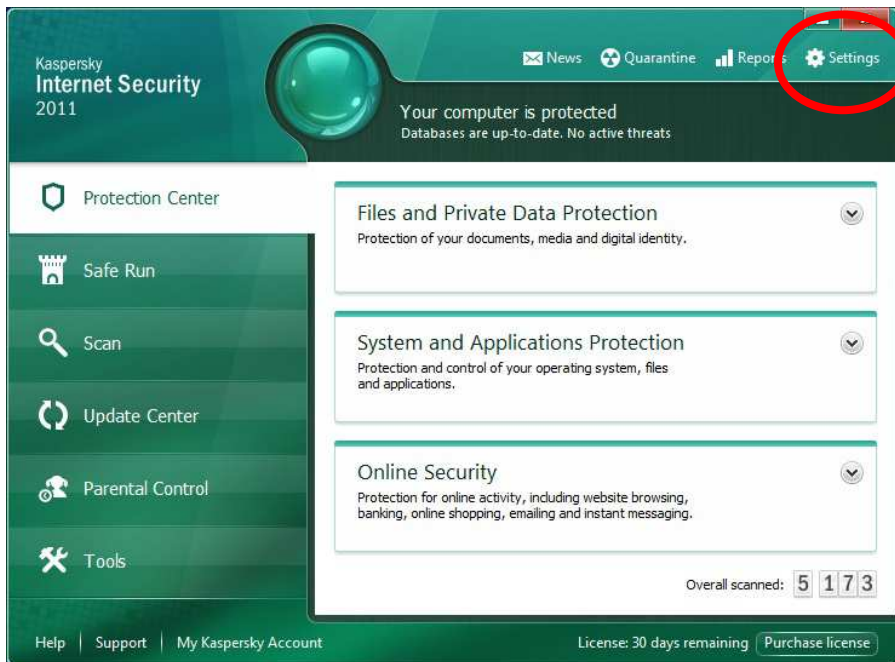 Kaspersky
Internet Security
2011
News Quarantine Reports Settings
Your computer is protected
Databases are up-to-date. No active threats
Protection Center
Safe Run
Scan
Update Center
Parental Control
Tools
Files and Private Data Protection
Protection of your documents, media and digital identity.
System and Applications Protection
Protection and control of your operating system, files
and applications.
Online Security
Protection for online activity, including website browsing,
banking, online shopping, emailing and instant messaging.
Overall scanned: 5 173
Help Support My Kaspersky Account
License: 30 days remaining Purchase license